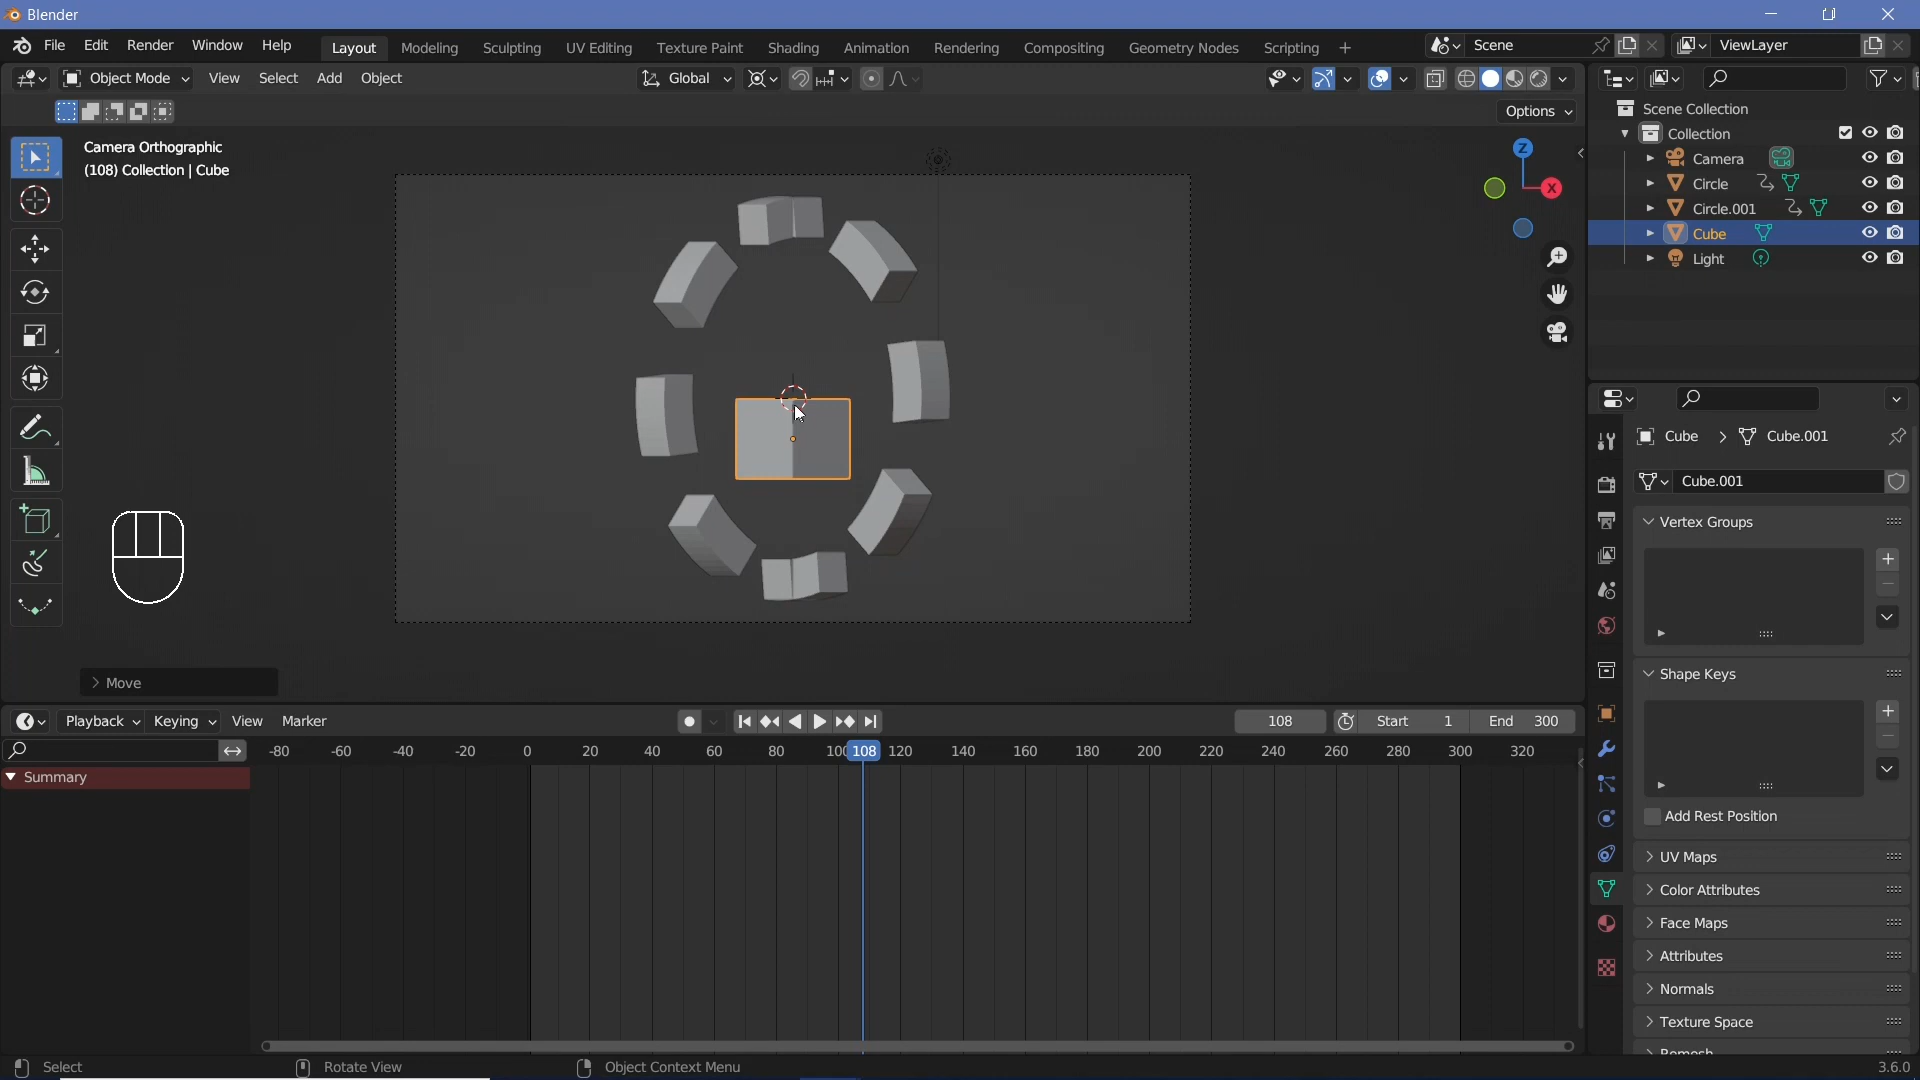 Blender
File Edit Render Window Help Layout Modeling Sculpting UV Editing Texture Paint Shading Animation Rendering Compositing Geometry Nodes Scripting + Scene ViewLayer
Object Mode View Select Add Object Global
Options
Camera Orthographic
(108) Collection | Cube
Z
X
Scene Collection
Collection
Camera
Circle
Circle.001
Cube
Light
Cube Cube.001
Cube.001
Vertex Groups
Shape Keys
Add Rest Position
UV Maps
Color Attributes
Face Maps
Attributes
Normals
Texture Space
Remesh
Move
Playback Keying View Marker 108 Start 1 End 300
-80 -60 -40 -20 0 20 40 60 80 100 108 120 140 160 180 200 220 240 260 280 300 320
Summary
Select Rotate View Object Context Menu 3.6.0